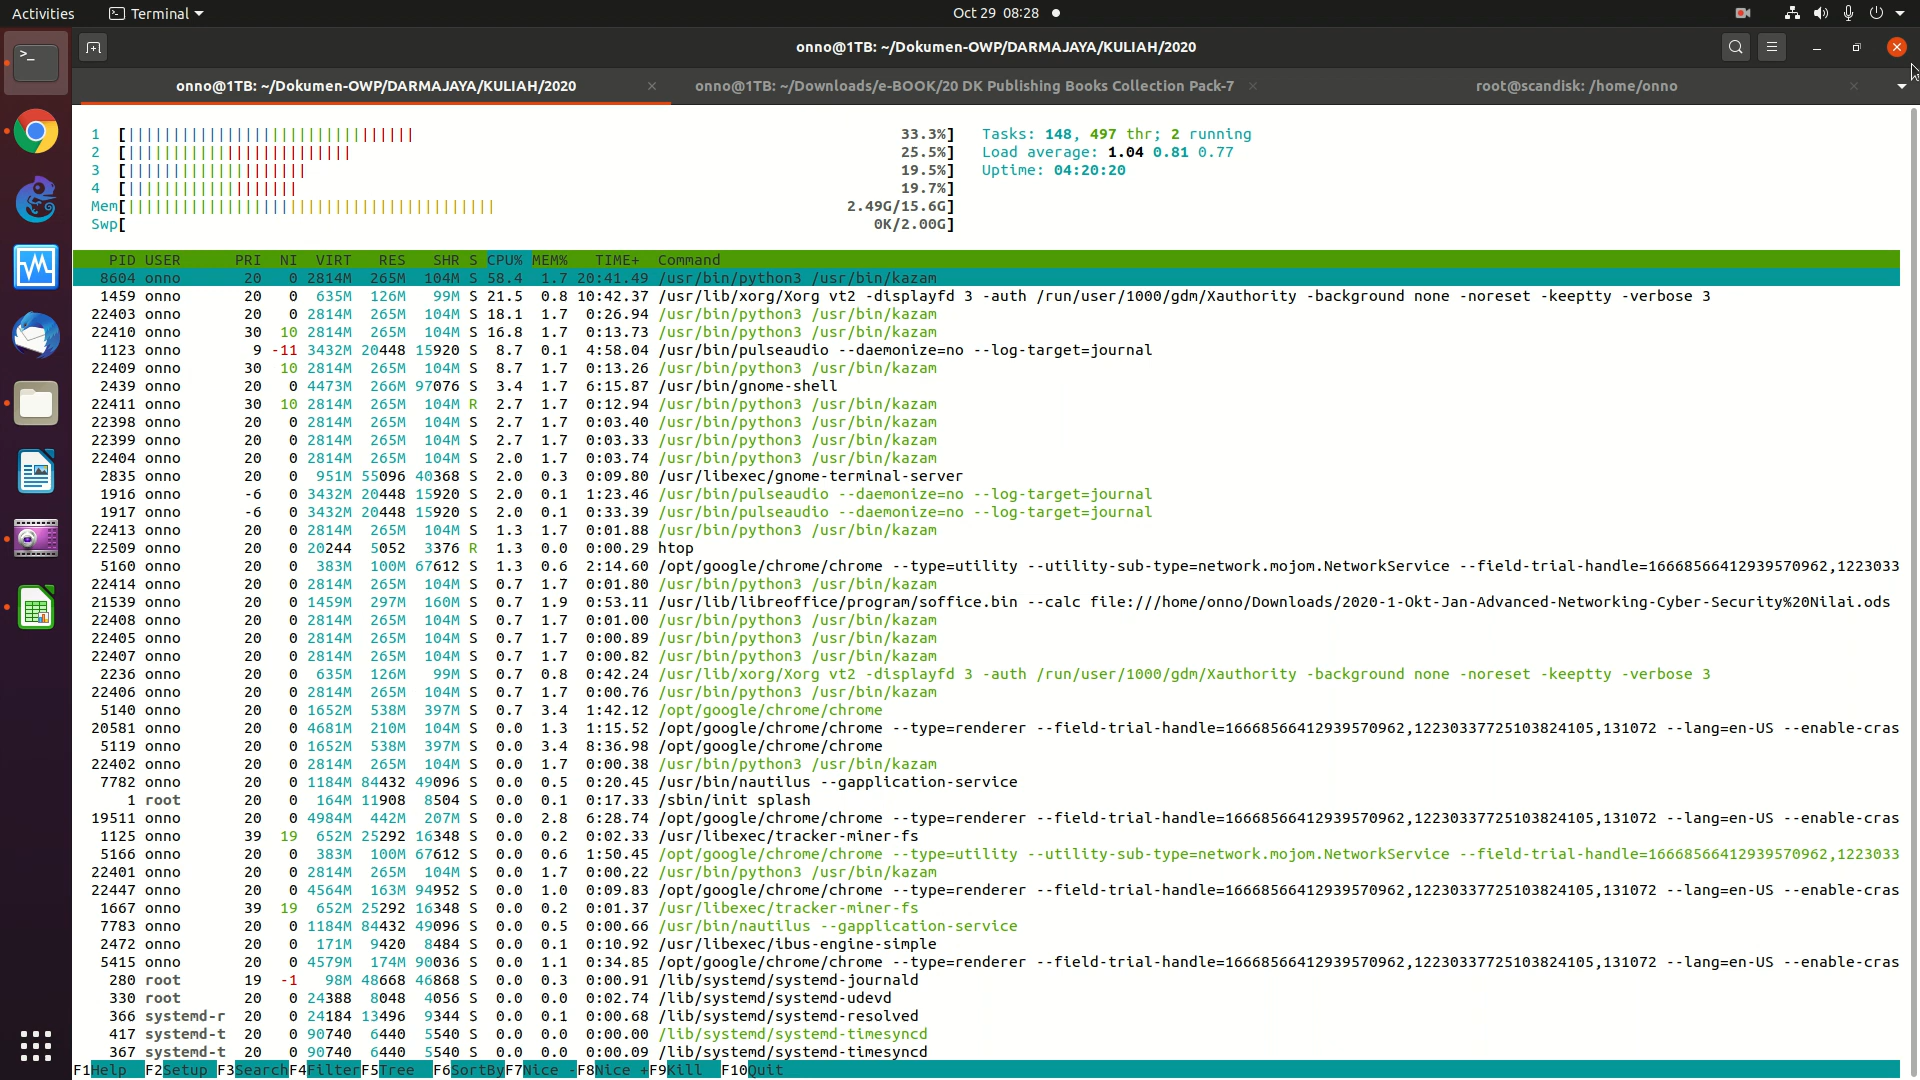 Activities Terminal Oct 29 08:28
onno@1TB: ~/Dokumen-OWP/DARMAJAYA/KULIAH/2020
onno@1TB: ~/Dokumen-OWP/DARMAJAYA/KULIAH/2020 onno@1TB: ~/Downloads/e-BOOK/20 DK Publishing Books Collection Pack-7 root@scandisk: /home/onno
1 [ 33.3%] Tasks: 148, 497 thr; 2 running
2 [ 25.5%] Load average: 1.04 0.81 0.77
3 [ 19.5%] Uptime: 04:20:20
4 [ 19.7%]
Mem[ 2.49G/15.6G]
Swp[ 0K/2.00G]
PID USER PRI NI VIRT RES SHR S CPU% MEM% TIME+ Command
8604 onno 20 0 2814M 265M 104M S 58.4 1.7 20:41.49 /usr/bin/python3 /usr/bin/kazam
1459 onno 20 0 635M 126M 99M S 21.5 0.8 10:42.37 /usr/lib/xorg/Xorg vt2 -displayfd 3 -auth /run/user/1000/gdm/Xauthority -background none -noreset -keeptty -verbose 3
22403 onno 20 0 2814M 265M 104M S 18.1 1.7 0:26.94 /usr/bin/python3 /usr/bin/kazam
22410 onno 30 10 2814M 265M 104M S 16.8 1.7 0:13.73 /usr/bin/python3 /usr/bin/kazam
1123 onno 9 -11 3432M 20448 15920 S 8.7 0.1 4:58.04 /usr/bin/pulseaudio --daemonize=no --log-target=journal
22409 onno 30 10 2814M 265M 104M S 8.7 1.7 0:13.26 /usr/bin/python3 /usr/bin/kazam
2439 onno 20 0 4473M 266M 97076 S 3.4 1.7 6:15.87 /usr/bin/gnome-shell
22411 onno 30 10 2814M 265M 104M R 2.7 1.7 0:12.94 /usr/bin/python3 /usr/bin/kazam
22398 onno 20 0 2814M 265M 104M S 2.7 1.7 0:03.40 /usr/bin/python3 /usr/bin/kazam
22399 onno 20 0 2814M 265M 104M S 2.7 1.7 0:03.33 /usr/bin/python3 /usr/bin/kazam
22404 onno 20 0 2814M 265M 104M S 2.0 1.7 0:03.74 /usr/bin/python3 /usr/bin/kazam
2835 onno 20 0 951M 55096 40368 S 2.0 0.3 0:09.80 /usr/libexec/gnome-terminal-server
1916 onno -6 0 3432M 20448 15920 S 2.0 0.1 1:23.46 /usr/bin/pulseaudio --daemonize=no --log-target=journal
1917 onno -6 0 3432M 20448 15920 S 2.0 0.1 0:33.39 /usr/bin/pulseaudio --daemonize=no --log-target=journal
22413 onno 20 0 2814M 265M 104M S 1.3 1.7 0:01.88 /usr/bin/python3 /usr/bin/kazam
22509 onno 20 0 20244 5052 3376 R 1.3 0.0 0:00.29 htop
5160 onno 20 0 383M 100M 67612 S 1.3 0.6 2:14.60 /opt/google/chrome/chrome --type=utility --utility-sub-type=network.mojom.NetworkService --field-trial-handle=16668566412939570962,1223033
22414 onno 20 0 2814M 265M 104M S 0.7 1.7 0:01.80 /usr/bin/python3 /usr/bin/kazam
21539 onno 20 0 1459M 297M 160M S 0.7 1.9 0:53.11 /usr/lib/libreoffice/program/soffice.bin --calc file:///home/onno/Downloads/2020-1-Okt-Jan-Advanced-Networking-Cyber-Security%20Nilai.ods
22408 onno 20 0 2814M 265M 104M S 0.7 1.7 0:01.00 /usr/bin/python3 /usr/bin/kazam
22405 onno 20 0 2814M 265M 104M S 0.7 1.7 0:00.89 /usr/bin/python3 /usr/bin/kazam
22407 onno 20 0 2814M 265M 104M S 0.7 1.7 0:00.82 /usr/bin/python3 /usr/bin/kazam
2236 onno 20 0 635M 126M 99M S 0.7 0.8 0:42.24 /usr/lib/xorg/Xorg vt2 -displayfd 3 -auth /run/user/1000/gdm/Xauthority -background none -noreset -keeptty -verbose 3
22406 onno 20 0 2814M 265M 104M S 0.7 1.7 0:00.76 /usr/bin/python3 /usr/bin/kazam
5140 onno 20 0 1652M 538M 397M S 0.7 3.4 1:42.12 /opt/google/chrome/chrome
20581 onno 20 0 4681M 210M 104M S 0.0 1.3 1:15.52 /opt/google/chrome/chrome --type=renderer --field-trial-handle=16668566412939570962,12230337725103824105,131072 --lang=en-US --enable-cras
5119 onno 20 0 1652M 538M 397M S 0.0 3.4 8:36.98 /opt/google/chrome/chrome
22402 onno 20 0 2814M 265M 104M S 0.0 1.7 0:00.38 /usr/bin/python3 /usr/bin/kazam
7782 onno 20 0 1184M 84432 49096 S 0.0 0.5 0:20.45 /usr/bin/nautilus --gapplication-service
1 root 20 0 164M 11908 8504 S 0.0 0.1 0:17.33 /sbin/init splash
19511 onno 20 0 4984M 442M 207M S 0.0 2.8 6:28.74 /opt/google/chrome/chrome --type=renderer --field-trial-handle=16668566412939570962,12230337725103824105,131072 --lang=en-US --enable-cras
1125 onno 39 19 652M 25292 16348 S 0.0 0.2 0:02.33 /usr/libexec/tracker-miner-fs
5166 onno 20 0 383M 100M 67612 S 0.0 0.6 1:50.45 /opt/google/chrome/chrome --type=utility --utility-sub-type=network.mojom.NetworkService --field-trial-handle=16668566412939570962,1223033
22401 onno 20 0 2814M 265M 104M S 0.0 1.7 0:00.22 /usr/bin/python3 /usr/bin/kazam
22447 onno 20 0 4564M 163M 94952 S 0.0 1.0 0:09.83 /opt/google/chrome/chrome --type=renderer --field-trial-handle=16668566412939570962,12230337725103824105,131072 --lang=en-US --enable-cras
1667 onno 39 19 652M 25292 16348 S 0.0 0.2 0:01.37 /usr/libexec/tracker-miner-fs
7783 onno 20 0 1184M 84432 49096 S 0.0 0.5 0:00.66 /usr/bin/nautilus --gapplication-service
2472 onno 20 0 171M 9420 8484 S 0.0 0.1 0:10.92 /usr/libexec/ibus-engine-simple
5415 onno 20 0 4579M 174M 90036 S 0.0 1.1 0:34.85 /opt/google/chrome/chrome --type=renderer --field-trial-handle=16668566412939570962,12230337725103824105,131072 --lang=en-US --enable-cras
280 root 19 -1 98M 48668 46868 S 0.0 0.3 0:00.91 /lib/systemd/systemd-journald
330 root 20 0 24388 8048 4056 S 0.0 0.0 0:02.74 /lib/systemd/systemd-udevd
366 systemd-r 20 0 24184 13496 9344 S 0.0 0.1 0:00.68 /lib/systemd/systemd-resolved
417 systemd-t 20 0 90740 6440 5540 S 0.0 0.0 0:00.00 /lib/systemd/systemd-timesyncd
367 systemd-t 20 0 90740 6440 5540 S 0.0 0.0 0:00.09 /lib/systemd/systemd-timesyncd
F1Help F2Setup F3SearchF4FilterF5Tree F6SortByF7Nice -F8Nice +F9Kill F10Quit